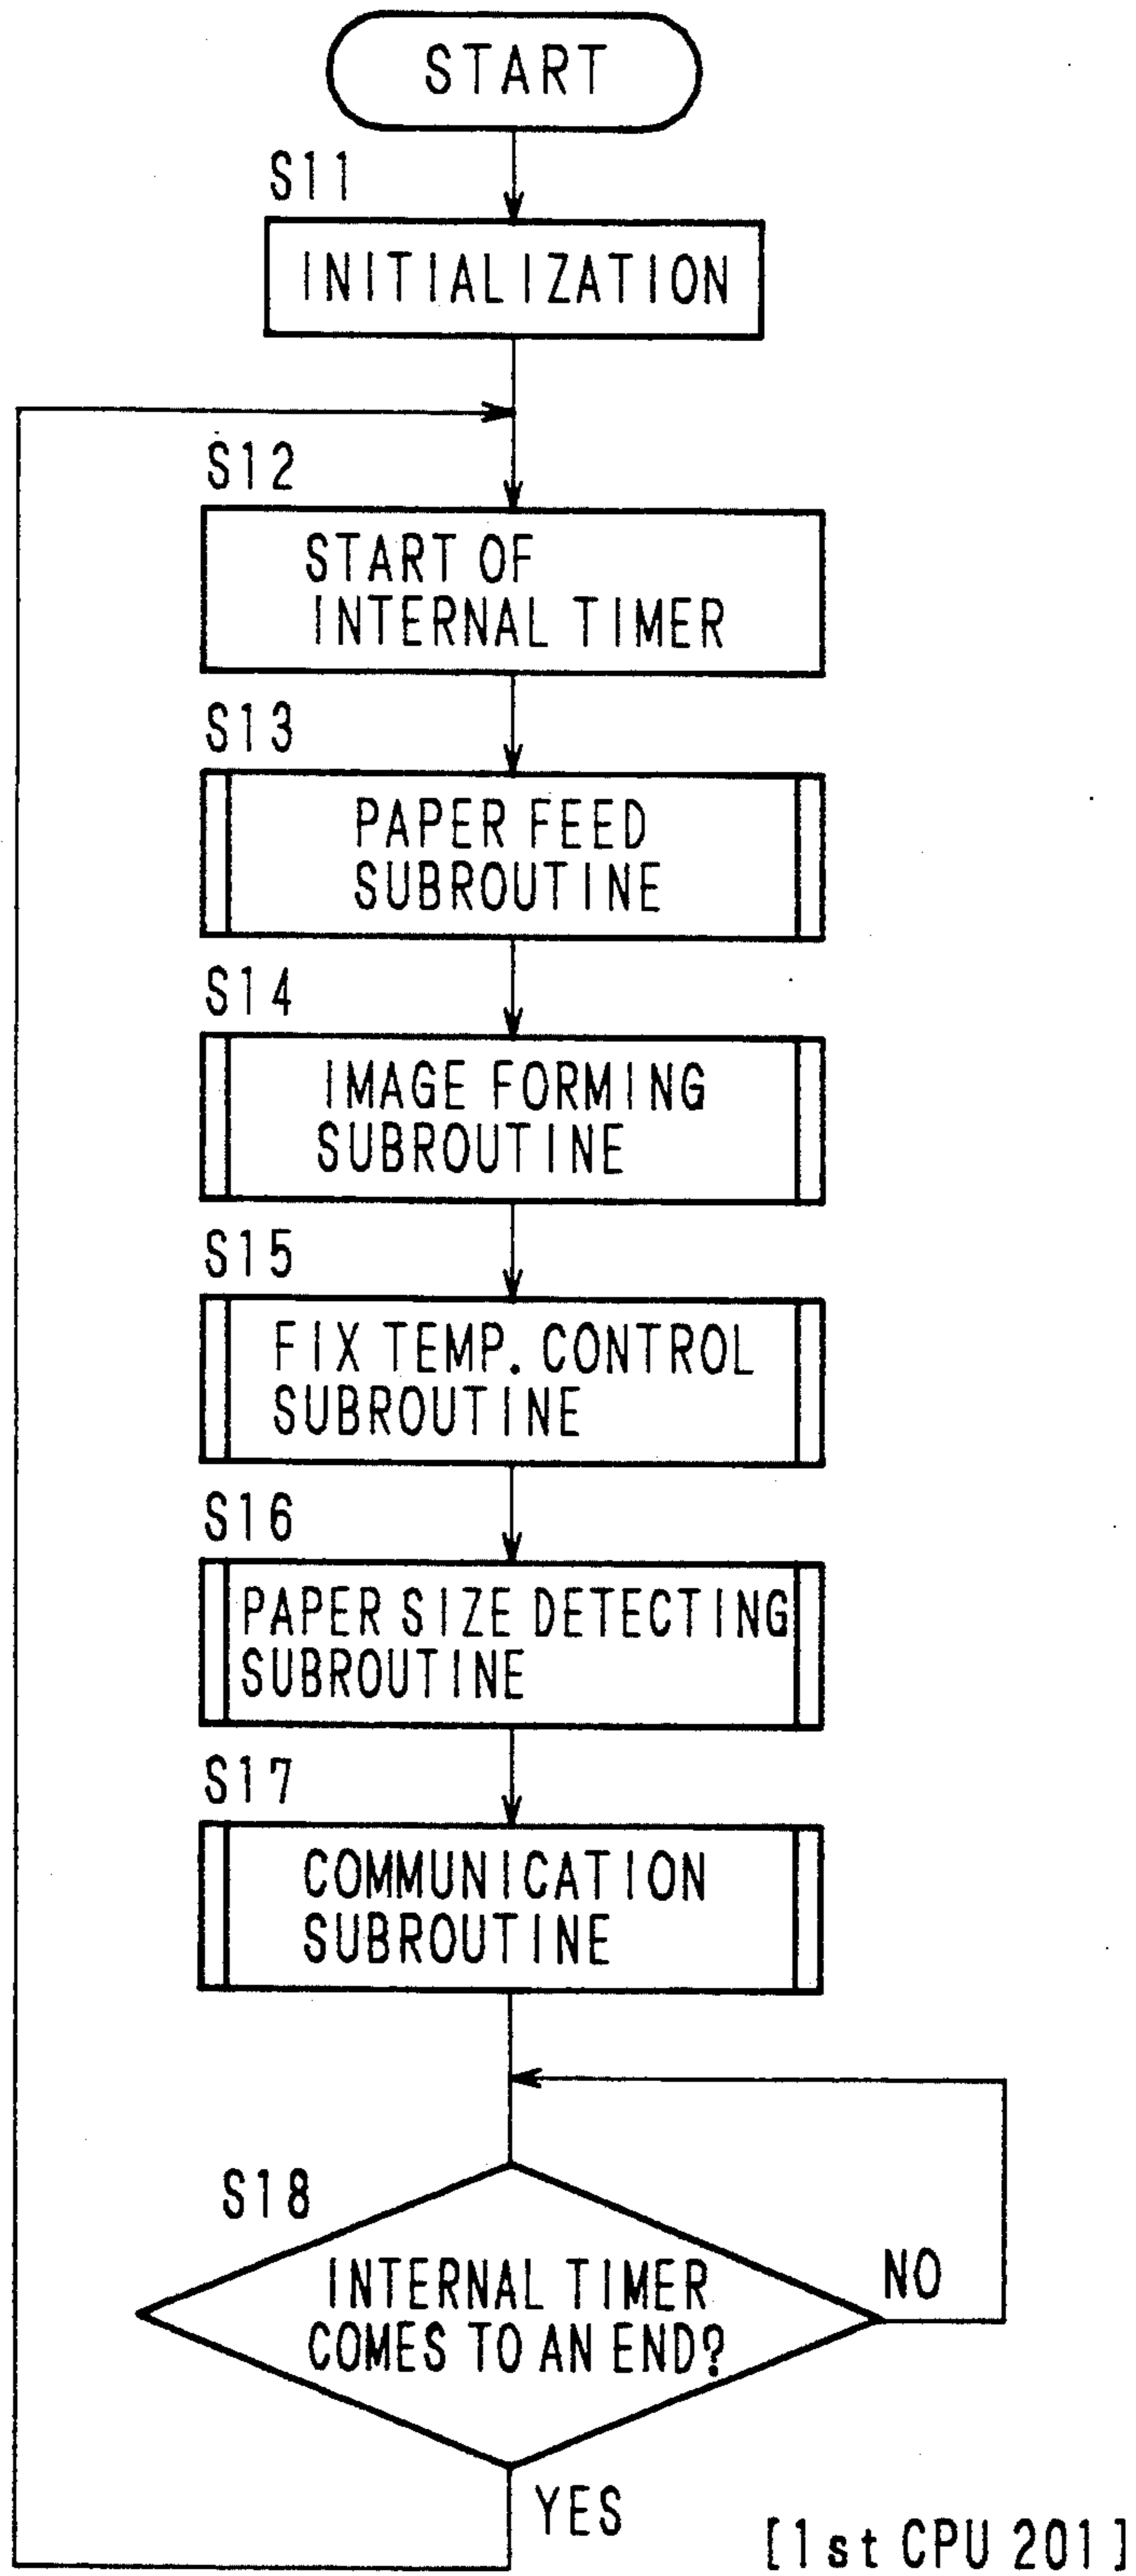 START
S11
INITIALIZATION
S12
START OF
INTERNAL TIMER
S13
PAPER FEED
SUBROUTINE
S14
IMAGE FORMING
SUBROUTINE
S15
FIX TEMP. CONTROL
SUBROUTINE
S16
PAPER SIZE DETECTING
SUBROUTINE
S17
COMMUNICATION
SUBROUTINE
S18
INTERNAL TIMER
COMES TO AN END?
NO
YES
[1st CPU 201]